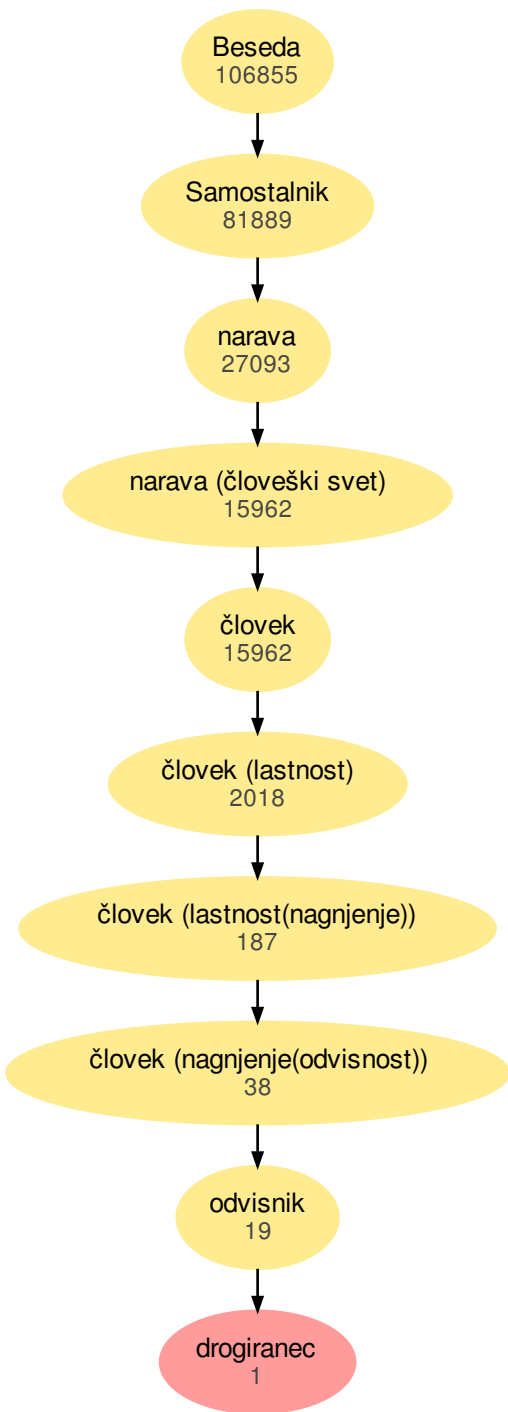 Beseda
106855
Samostalnik
81889
narava
27093
narava (človeški svet)
15962
človek
15962
človek (lastnost)
2018
človek (lastnost(nagnjenje))
187
človek (nagnjenje(odvisnost))
38
odvisnik
19
drogiranec
1